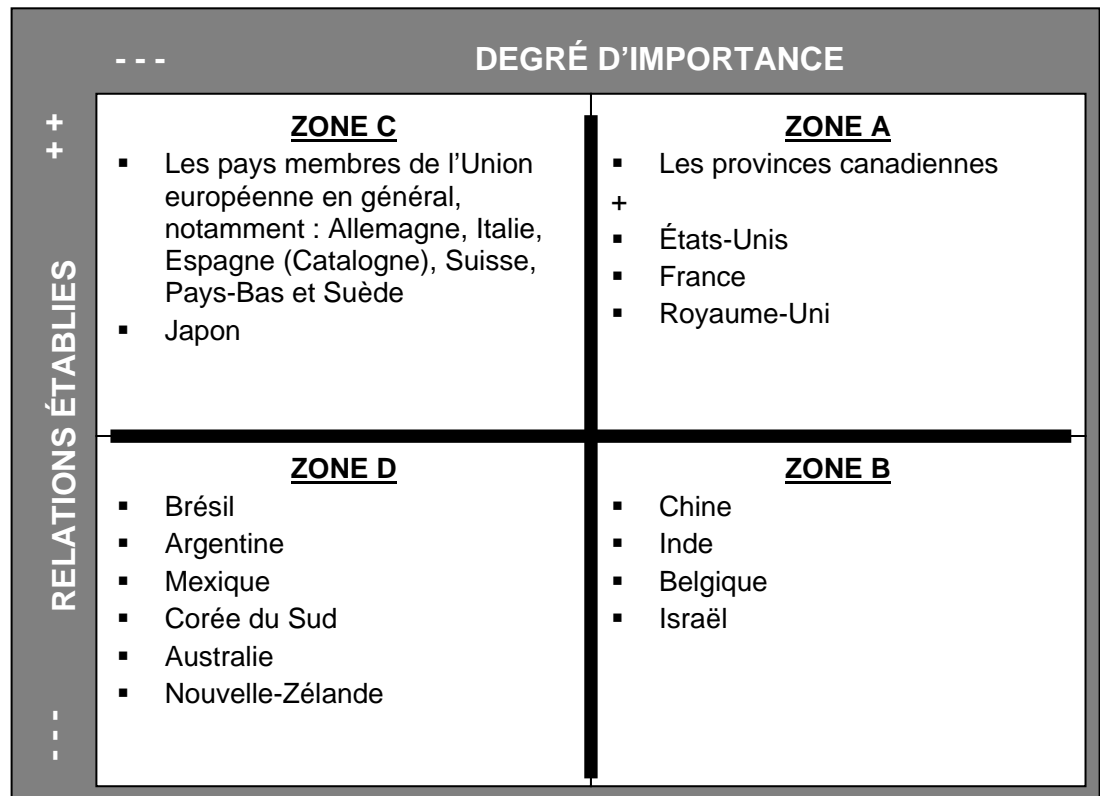 - - - DEGRÉ D’IMPORTANCE
+ +
+ +
RELATIONS ÉTABLIES
- - -
ZONE C
▪ Les pays membres de l’Union
européenne en général,
notamment : Allemagne, Italie,
Espagne (Catalogne), Suisse,
Pays-Bas et Suède
▪ Japon
ZONE A
▪ Les provinces canadiennes
+
▪ États-Unis
▪ France
▪ Royaume-Uni
ZONE D
▪ Brésil
▪ Argentine
▪ Mexique
▪ Corée du Sud
▪ Australie
▪ Nouvelle-Zélande
ZONE B
▪ Chine
▪ Inde
▪ Belgique
▪ Israël